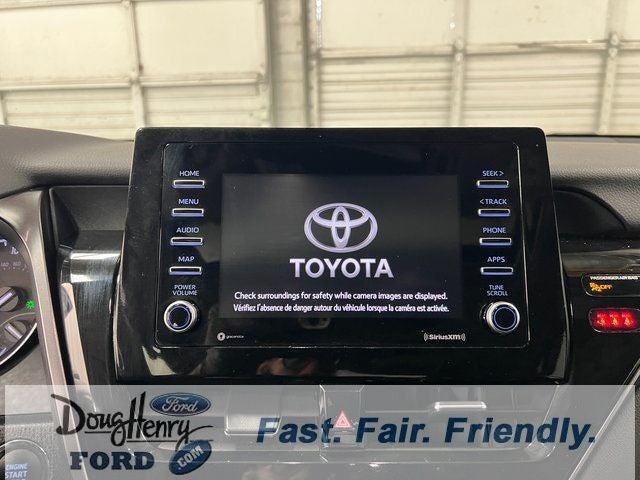 HOME
MENU
AUDIO
MAP
POWER
VOLUME
SEEK >
< TRACK
PHONE
APPS
TUNE
SCROLL
TOYOTA
Check surroundings for safety while camera images are displayed.
Vérifiez l'absence de danger autour du véhicule lorsque la caméra est activée.
gracenote
((SiriusXM))
PASSENGER AIR BAG
OFF
Doug Henry
Ford
FORD
.COM
Fast. Fair. Friendly.
ENGINE
START